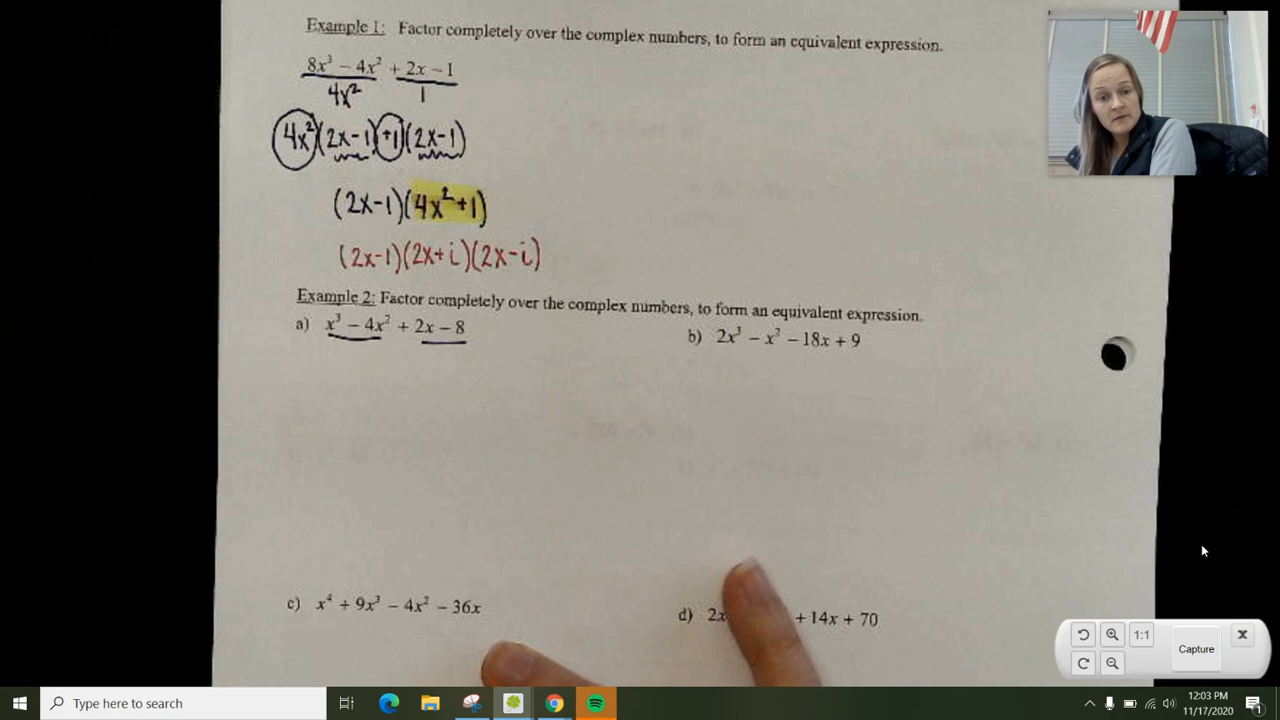 Example 1: Factor completely over the complex numbers, to form an equivalent expression.
8x³ − 4x² + 2x − 1
4x² 1
4x²(2x-1)+1(2x-1)
(2x-1)(4x²+1)
(2x-1)(2x+i)(2x-i)
Example 2: Factor completely over the complex numbers, to form an equivalent expression.
a) x³ − 4x² + 2x − 8
b) 2x³ − x² − 18x + 9
c) x⁴ + 9x³ − 4x² − 36x
d) 2x + 14x + 70
1:1
Capture
Type here to search
12:03 PM
11/17/2020
1